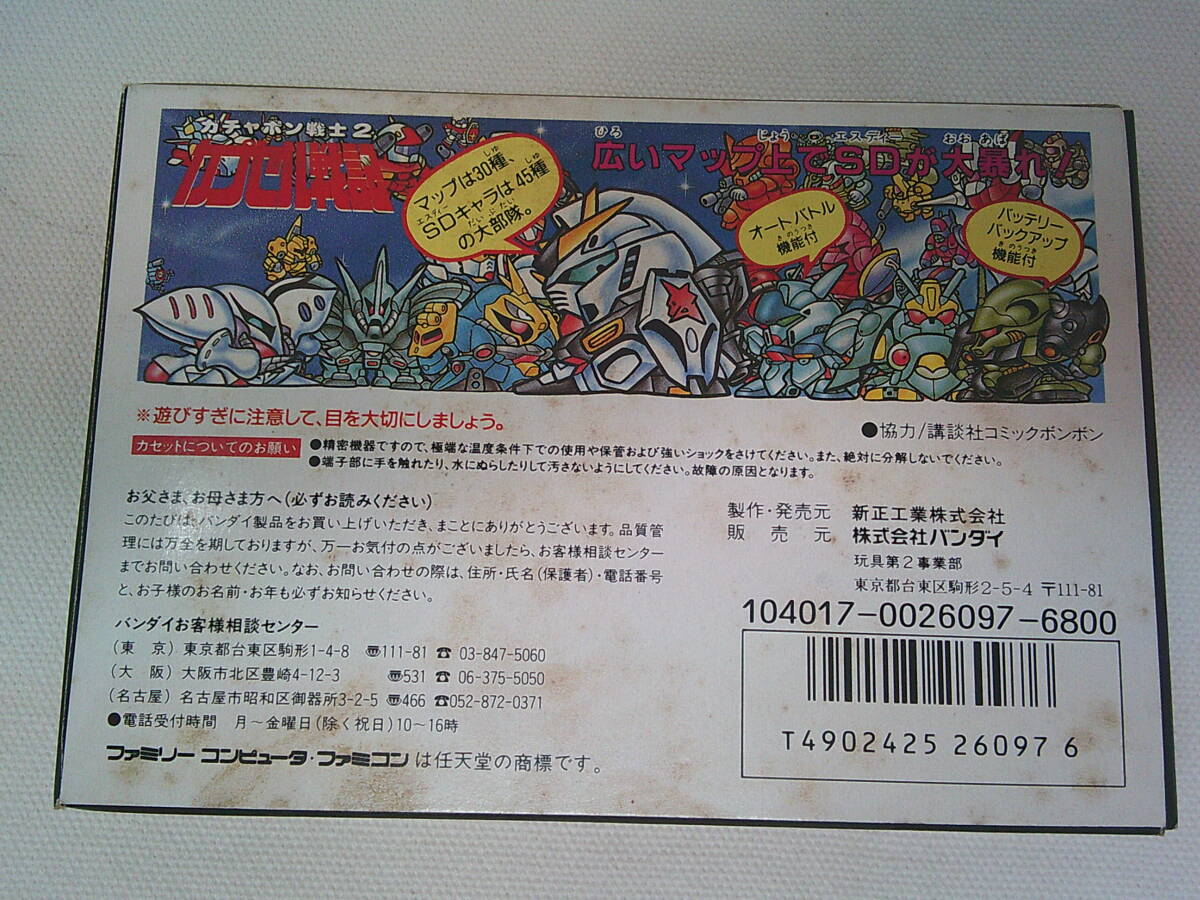 ガチャポン戦士2
カプセル戦記
マップは30種、
SDキャラは45種
の大部隊。
広いマップ上でSDが大暴れ!
オートバトル
機能付
バッテリー
バックアップ
機能付
※遊びすぎに注意して、目を大切にしましょう。
●協力/講談社コミックボンボン
カセットについてのお願い
●精密機器ですので、極端な温度条件下での使用や保管および強いショックをさけてください。また、絶対に分解しないでください。
●端子部に手を触れたり、水にぬらしたりして汚さないようにしてください。故障の原因となります。
お父さま、お母さま方へ(必ずお読みください)
このたびは、バンダイ製品をお買い上げいただき、まことにありがとうございます。品質管
理には万全を期しておりますが、万一お気付の点がございましたら、お客様相談センター
までお問い合わせください。なお、お問い合わせの際は、住所・氏名(保護者)・電話番号
と、お子様のお名前・お年も必ずお知らせください。
製作・発売元 新正工業株式会社
販売元 株式会社バンダイ
玩具第2事業部
東京都台東区駒形2-5-4 〒111-81
104017-0026097-6800
バンダイお客様相談センター
(東 京) 東京都台東区駒形1-4-8 〠111-81 ☎ 03-847-5060
(大 阪) 大阪市北区豊崎4-12-3 〠531 ☎ 06-375-5050
(名古屋) 名古屋市昭和区御器所3-2-5 〠466 ☎052-872-0371
●電話受付時間 月~金曜日(除く祝日)10~16時
ファミリーコンピュータ・ファミコンは任天堂の商標です。
T4902425 26097 6